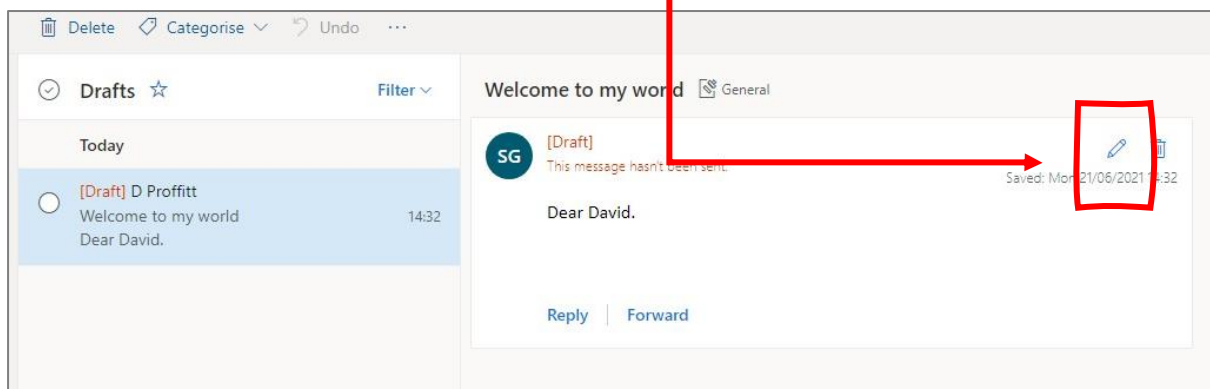 Delete Categorise Undo ...
Drafts Filter
Today
[Draft] D Proffitt
Welcome to my world 14:32
Dear David.
Welcome to my world General
SG
[Draft]
This message hasn't been sent.
Saved: Mon 21/06/2021 14:32
Dear David.
Reply Forward